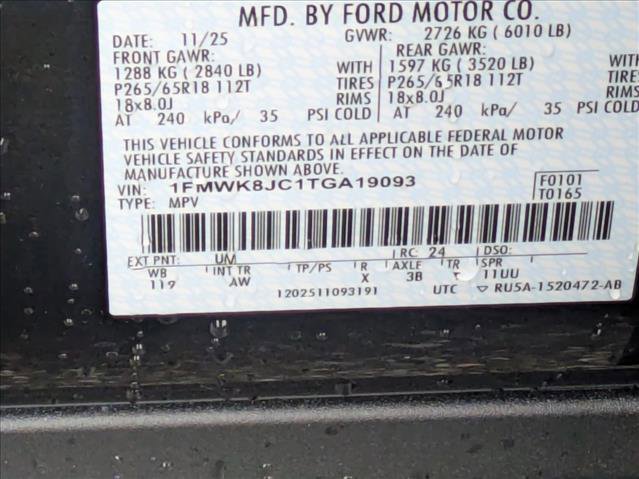 MFD. BY FORD MOTOR CO.
DATE: 11/25 GVWR: 2726 KG ( 6010 LB)
FRONT GAWR: REAR GAWR:
1288 KG ( 2840 LB) WITH 1597 KG ( 3520 LB) WITH
P265/65R18 112T TIRES P265/65R18 112T TIRES
18x8.0J RIMS 18x8.0J RIMS
AT 240 kPa/ 35 PSI COLD AT 240 kPa/ 35 PSI COLD
THIS VEHICLE CONFORMS TO ALL APPLICABLE FEDERAL MOTOR
VEHICLE SAFETY STANDARDS IN EFFECT ON THE DATE OF
MANUFACTURE SHOWN ABOVE.
VIN: 1FMWK8JC1TGA19093 F0101
TYPE: MPV T0165
EXT PNT: UM RC: 24 DSO:
WB INT TR TP/PS R AXLE TR SPR
119 AW X 3B T 11UU
1202511093191 UTC ▽ RU5A-1520472-AB